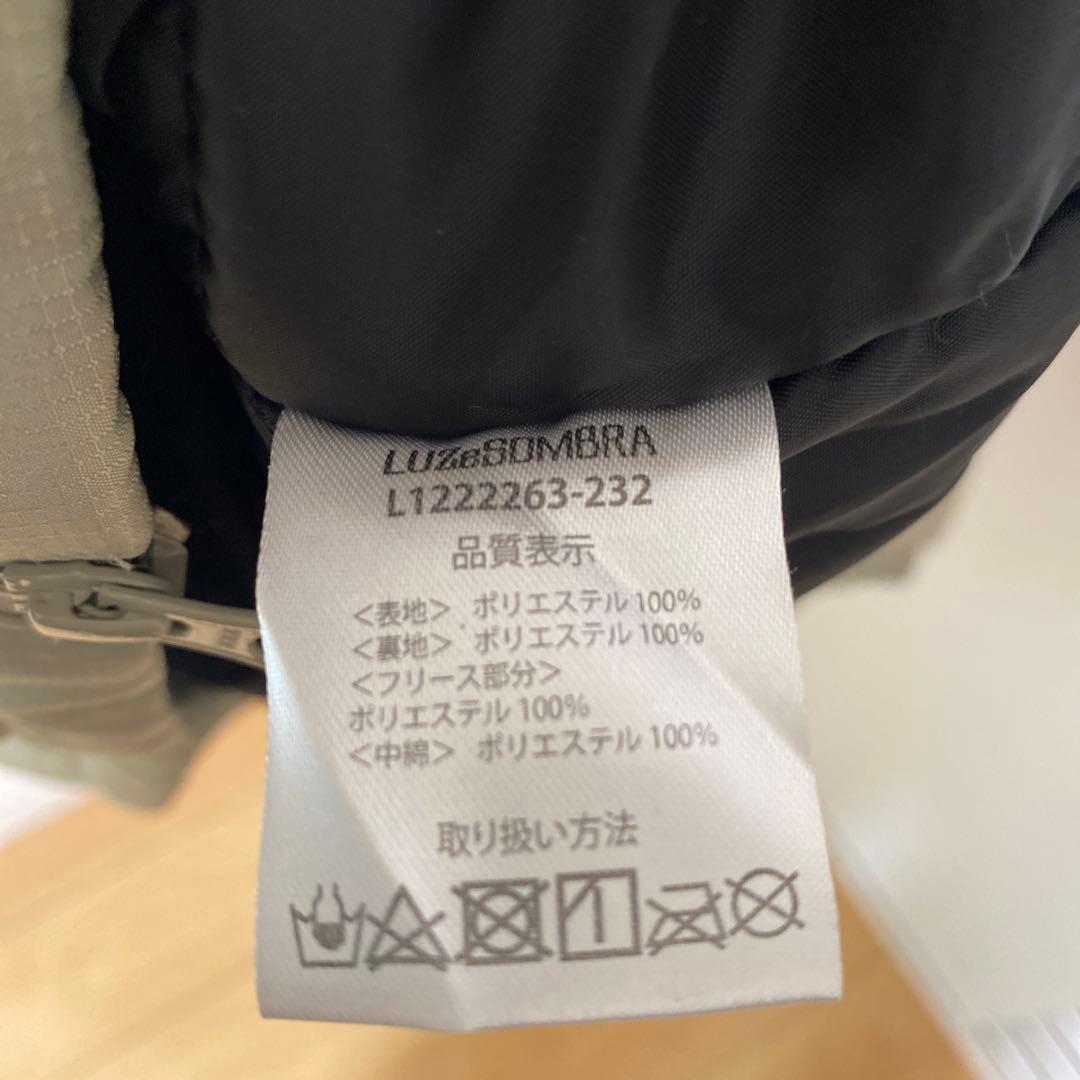 LUZeSOMBRA
L1222263-232
品質表示
<表地> ポリエステル 100%
<裏地> ポリエステル 100%
<フリース部分>
ポリエステル 100%
<中綿> ポリエステル 100%
取り扱い方法